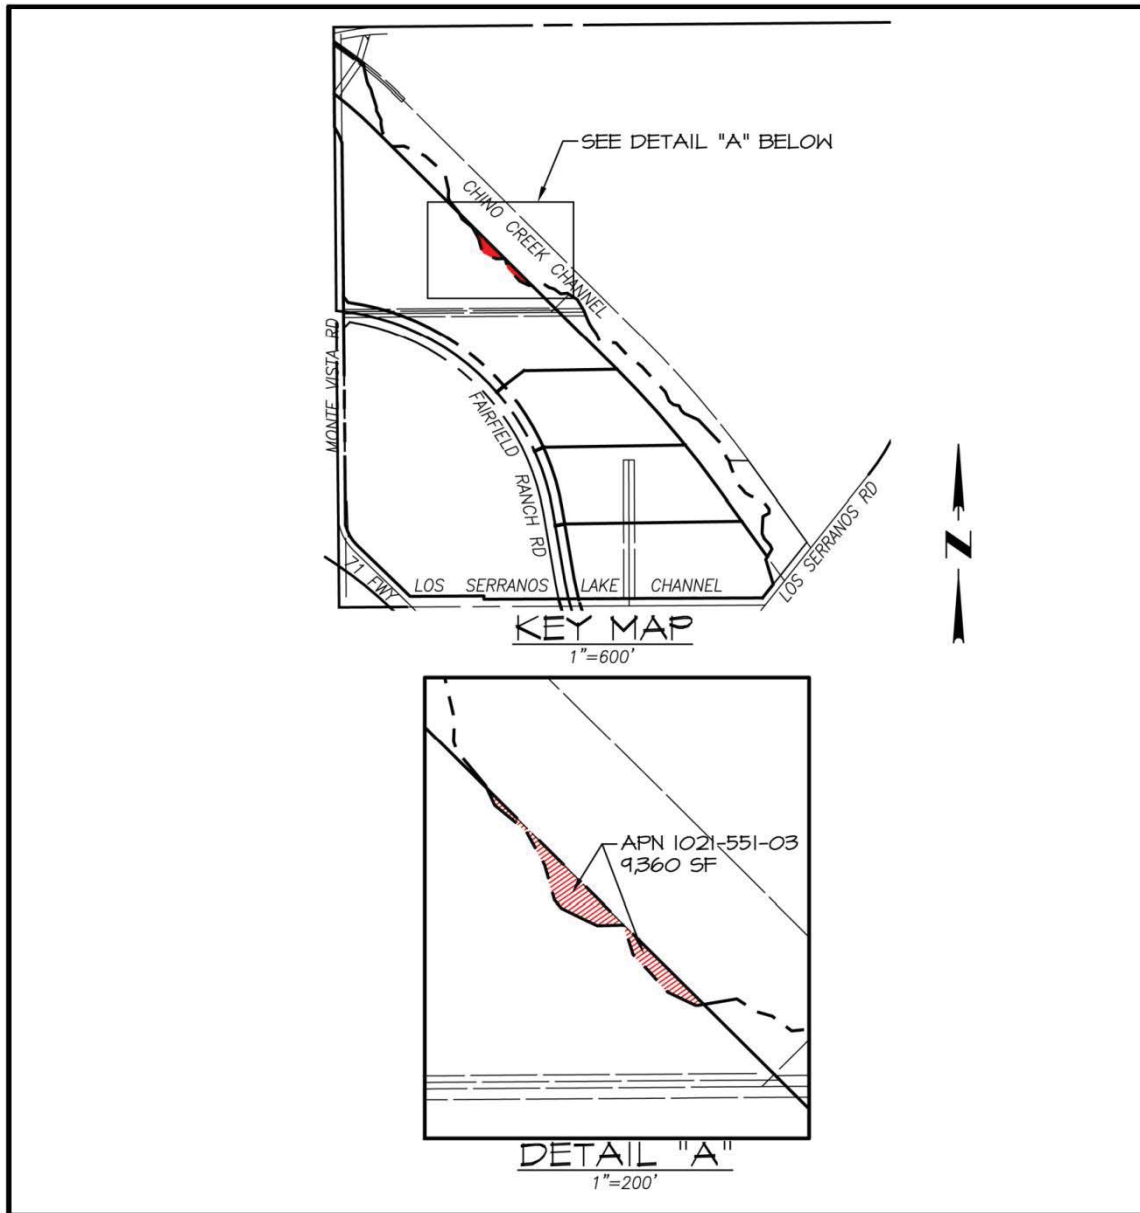 SEE DETAIL "A" BELOW
CHINO CREEK CHANNEL
MONTE VISTA RD
FAIRFIELD
RANCH RD
LOS SERRANOS RD
N
71 FWY
LOS SERRANOS LAKE CHANNEL
KEY MAP
1"=600'
APN 1021-551-03
9,360 SF
DETAIL "A"
1"=200'